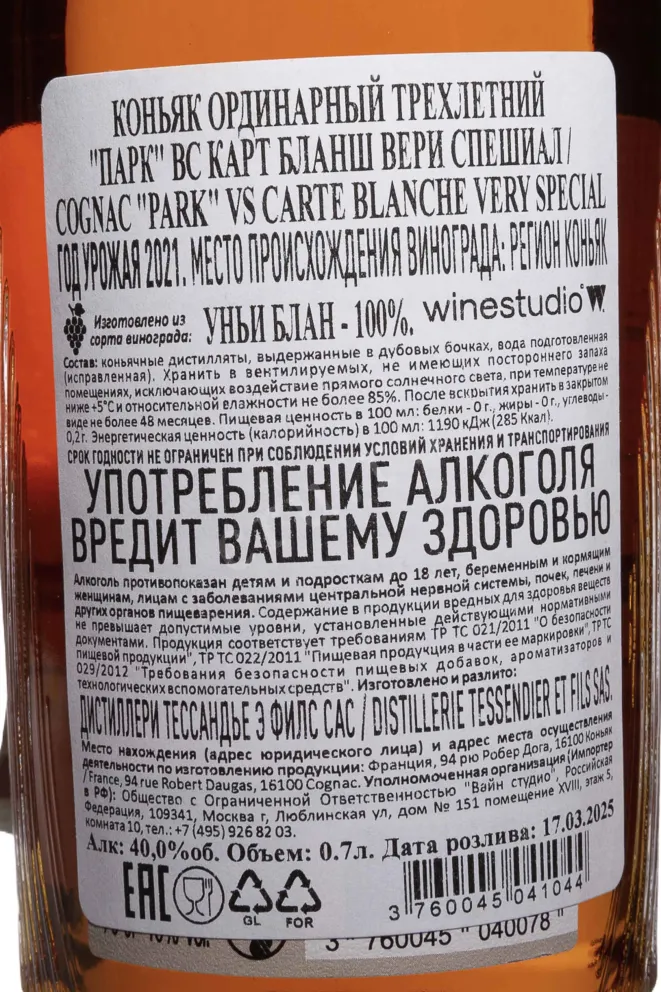 КОНЬЯК ОРДИНАРНЫЙ ТРЕХЛЕТНИЙ
"ПАРК" ВС КАРТ БЛАНШ ВЕРИ СПЕШИАЛ /
COGNAC "PARK" VS CARTE BLANCHE VERY SPECIAL
ГОД УРОЖАЯ 2021. МЕСТО ПРОИСХОЖДЕНИЯ ВИНОГРАДА: РЕГИОН КОНЬЯК
Изготовлено из
сорта винограда:
УНЬИ БЛАН - 100%.
winestudio°W.
Состав: коньячные дистилляты, выдержанные в дубовых бочках, вода подготовленная
(исправленная). Хранить в вентилируемых, не имеющих постороннего запаха
помещениях, исключающих воздействие прямого солнечного света, при температуре не
ниже +5°С и относительной влажности не более 85%. После вскрытия хранить в закрытом
виде не более 48 месяцев. Пищевая ценность в 100 мл: белки - 0 г., жиры - 0 г., углеводы-
0,2г. Энергетическая ценность (калорийность) в 100 мл: 1190 кДж (285 Ккал).
СРОК ГОДНОСТИ НЕ ОГРАНИЧЕН ПРИ СОБЛЮДЕНИИ УСЛОВИЙ ХРАНЕНИЯ И ТРАНСПОРТИРОВАНИЯ
УПОТРЕБЛЕНИЕ АЛКОГОЛЯ
ВРЕДИТ ВАШЕМУ ЗДОРОВЬЮ
Алкоголь противопоказан детям и подросткам до 18 лет, беременным и кормящим
женщинам, лицам с заболеваниями центральной нервной системы, почек, печени и
других органов пищеварения. Содержание в продукции вредных для здоровья веществ
не превышает допустимые уровни, установленные действующими нормативными
документами. Продукция соответствует требованиям ТР ТС 021/2011 "О безопасности
пищевой продукции", ТР ТС 022/2011 "Пищевая продукция в части ее маркировки", ТР ТС
029/2012 "Требования безопасности пищевых добавок, ароматизаторов и
технологических вспомогательных средств". Изготовлено и разлито:
ДИСТИЛЛЕРИ ТЕССАНДЬЕ Э ФИЛС САС / DISTILLERIE TESSENDIER ET FILS SAS.
Место нахождения (адрес юридического лица) и адрес места осуществления
деятельности по изготовлению продукции: Франция, 94 рю Робер Дога, 16100 Коньяк
/ France, 94 rue Robert Daugas, 16100 Cognac. Уполномоченная организация (Импортер
в РФ): Общество с Ограниченной Ответственностью "Вайн студио", Российская
Федерация, 109341, Москва г, Люблинская ул, дом № 151 помещение XVIII, этаж 5,
комната 10, тел.: +7 (495) 926 82 03.
Алк: 40,0%об. Объем: 0.7л. Дата розлива: 17.03.2025
EAC
GL
FOR
3 760045 041044
3 760045 040078